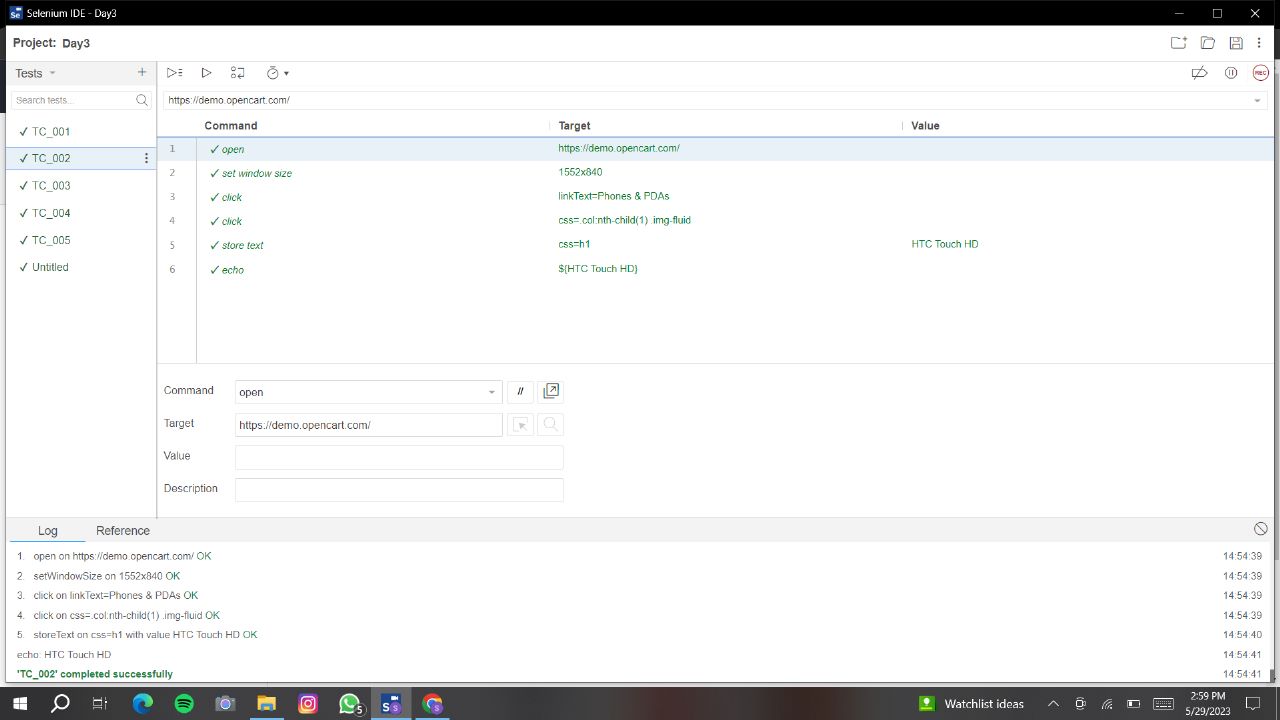 Selenium IDE - Day3
Project: Day3
Tests
Search tests...
✓ TC_001
✓ TC_002
✓ TC_003
✓ TC_004
✓ TC_005
✓ Untitled
REC
https://demo.opencart.com/
Command Target Value
1 ✓ open https://demo.opencart.com/
2 ✓ set window size 1552x840
3 ✓ click linkText=Phones & PDAs
4 ✓ click css=.col:nth-child(1) .img-fluid
5 ✓ store text css=h1 HTC Touch HD
6 ✓ echo ${HTC Touch HD}
Command open //
Target https://demo.opencart.com/
Value
Description
Log Reference
1. open on https://demo.opencart.com/ OK 14:54:39
2. setWindowSize on 1552x840 OK 14:54:39
3. click on linkText=Phones & PDAs OK 14:54:39
4. click on css=.col:nth-child(1) .img-fluid OK 14:54:39
5. storeText on css=h1 with value HTC Touch HD OK 14:54:40
echo: HTC Touch HD 14:54:41
'TC_002' completed successfully 14:54:41
5
Watchlist ideas
2:59 PM
5/29/2023